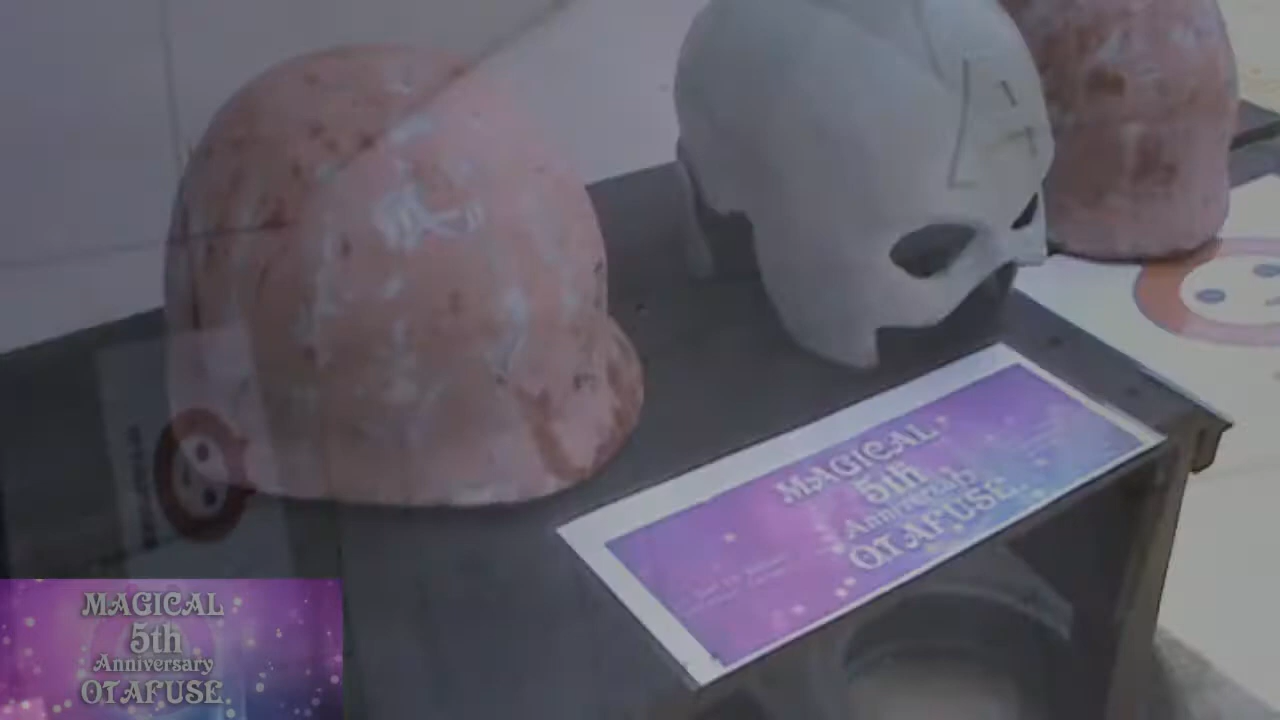 MAGICAL
5th
Anniversary
OTAFUSE
MAGICAL
5th
Anniversary
OTAFUSE